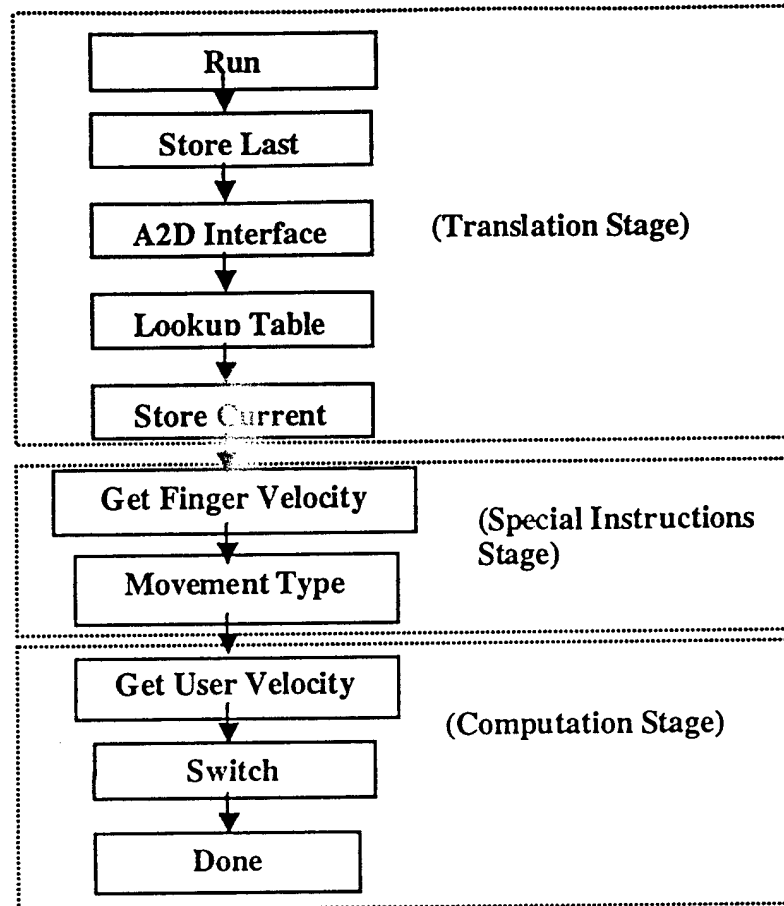 Run
Store Last
A2D Interface
(Translation Stage)
Lookup Table
Store Current
Get Finger Velocity
(Special Instructions
Stage)
Movement Type
Get User Velocity
(Computation Stage)
Switch
Done